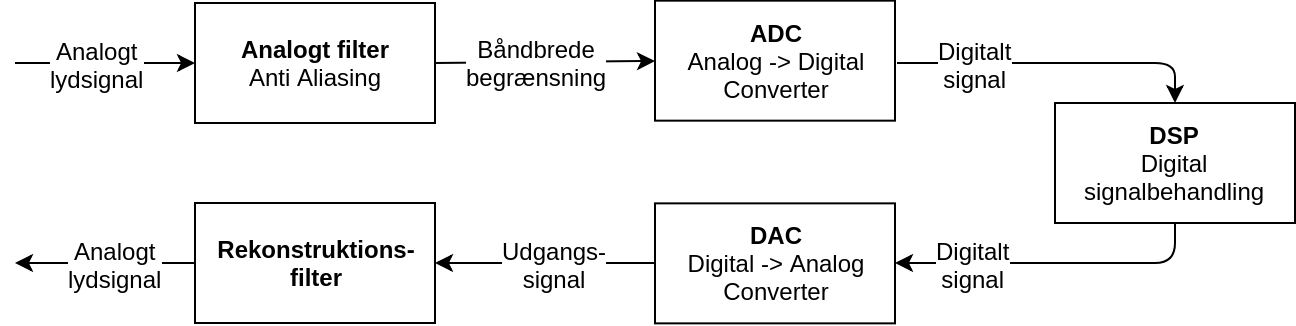 Analogt
lydsignal
Analogt filter
Anti Aliasing
Båndbrede
begrænsning
ADC
Analog -> Digital
Converter
Digitalt
signal
DSP
Digital
signalbehandling
Digitalt
signal
DAC
Digital -> Analog
Converter
Udgangs-
signal
Rekonstruktions-
filter
Analogt
lydsignal